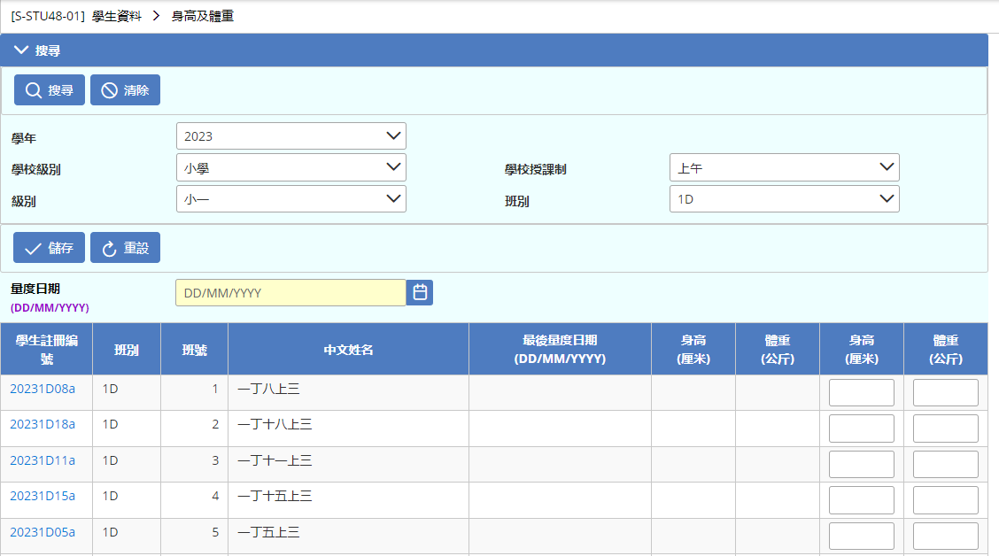 [S-STU48-01] 學生資料 > 身高及體重
搜尋
搜尋 清除
學年 2023
學校級別 小學 學校授課制 上午
級別 小一 班別 1D
儲存 重設
量度日期 DD/MM/YYYY
(DD/MM/YYYY)
學生註冊編號 班別 班號 中文姓名 最後量度日期 (DD/MM/YYYY) 身高 (厘米) 體重 (公斤) 身高 (厘米) 體重 (公斤)
20231D08a 1D 1 一丁八上三
20231D18a 1D 2 一丁十八上三
20231D11a 1D 3 一丁十一上三
20231D15a 1D 4 一丁十五上三
20231D05a 1D 5 一丁五上三